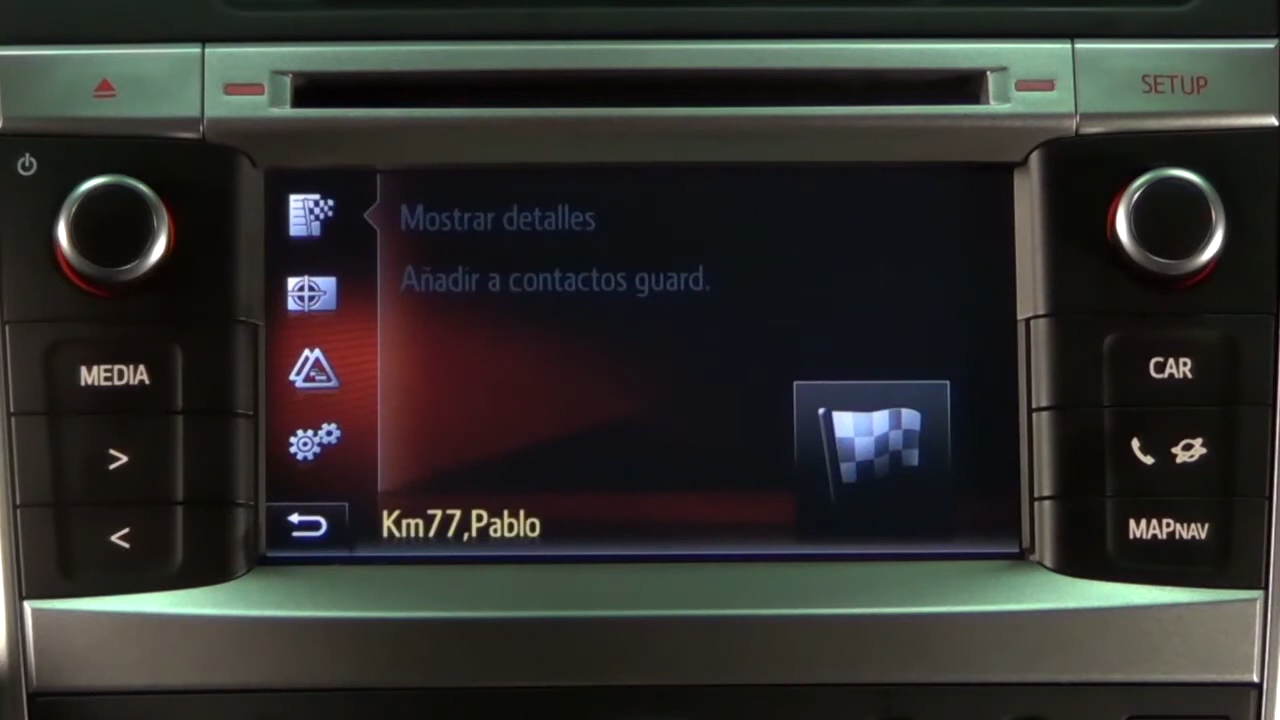 SETUP
Mostrar detalles
Añadir a contactos guard.
MEDIA
CAR
>
<
MAPNAV
Km77,Pablo